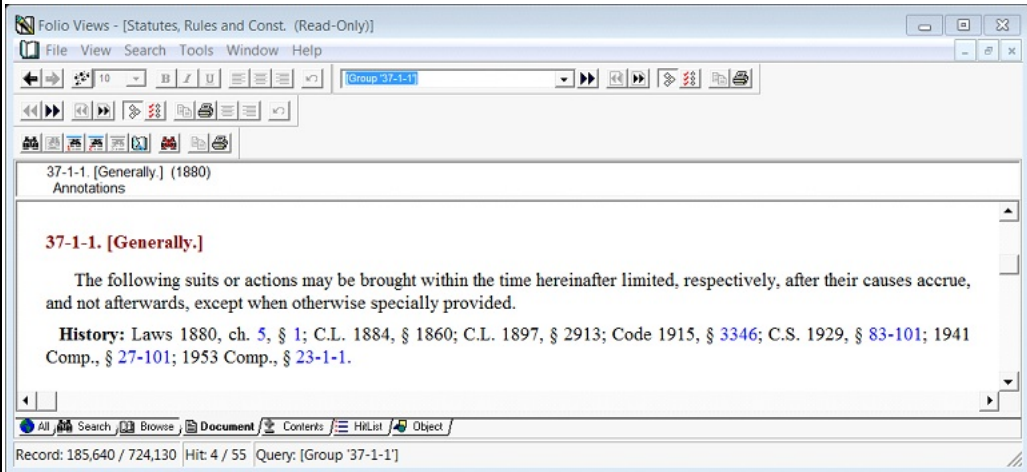 Folio Views - [Statutes, Rules and Const. (Read-Only)]
File View Search Tools Window Help
10 B I U [Group '37-1-1']
37-1-1. [Generally.] (1880)
Annotations
37-1-1. [Generally.]
The following suits or actions may be brought within the time hereinafter limited, respectively, after their causes accrue,
and not afterwards, except when otherwise specially provided.
History: Laws 1880, ch. 5, § 1; C.L. 1884, § 1860; C.L. 1897, § 2913; Code 1915, § 3346; C.S. 1929, § 83-101; 1941
Comp., § 27-101; 1953 Comp., § 23-1-1.
All Search Browse Document Contents HitList Object
Record: 185,640 / 724,130 Hit: 4 / 55 Query: [Group '37-1-1']